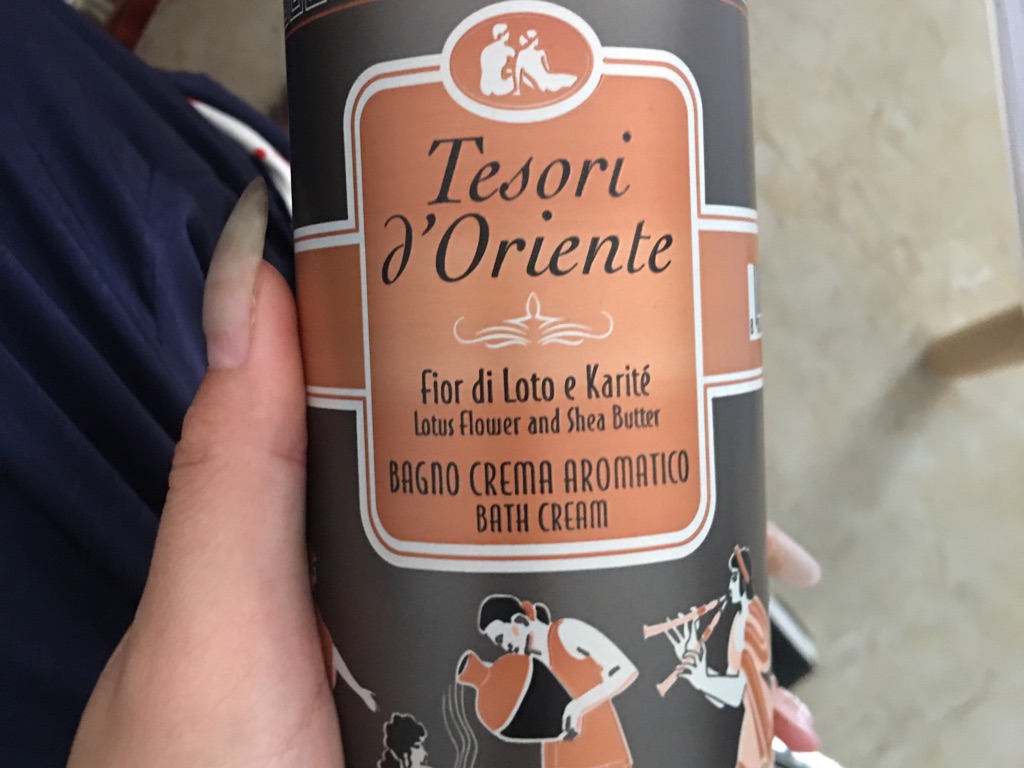 Tesori
d'Oriente
Fior di Loto e Karité
Lotus Flower and Shea Butter
BAGNO CREMA AROMATICO
BATH CREAM